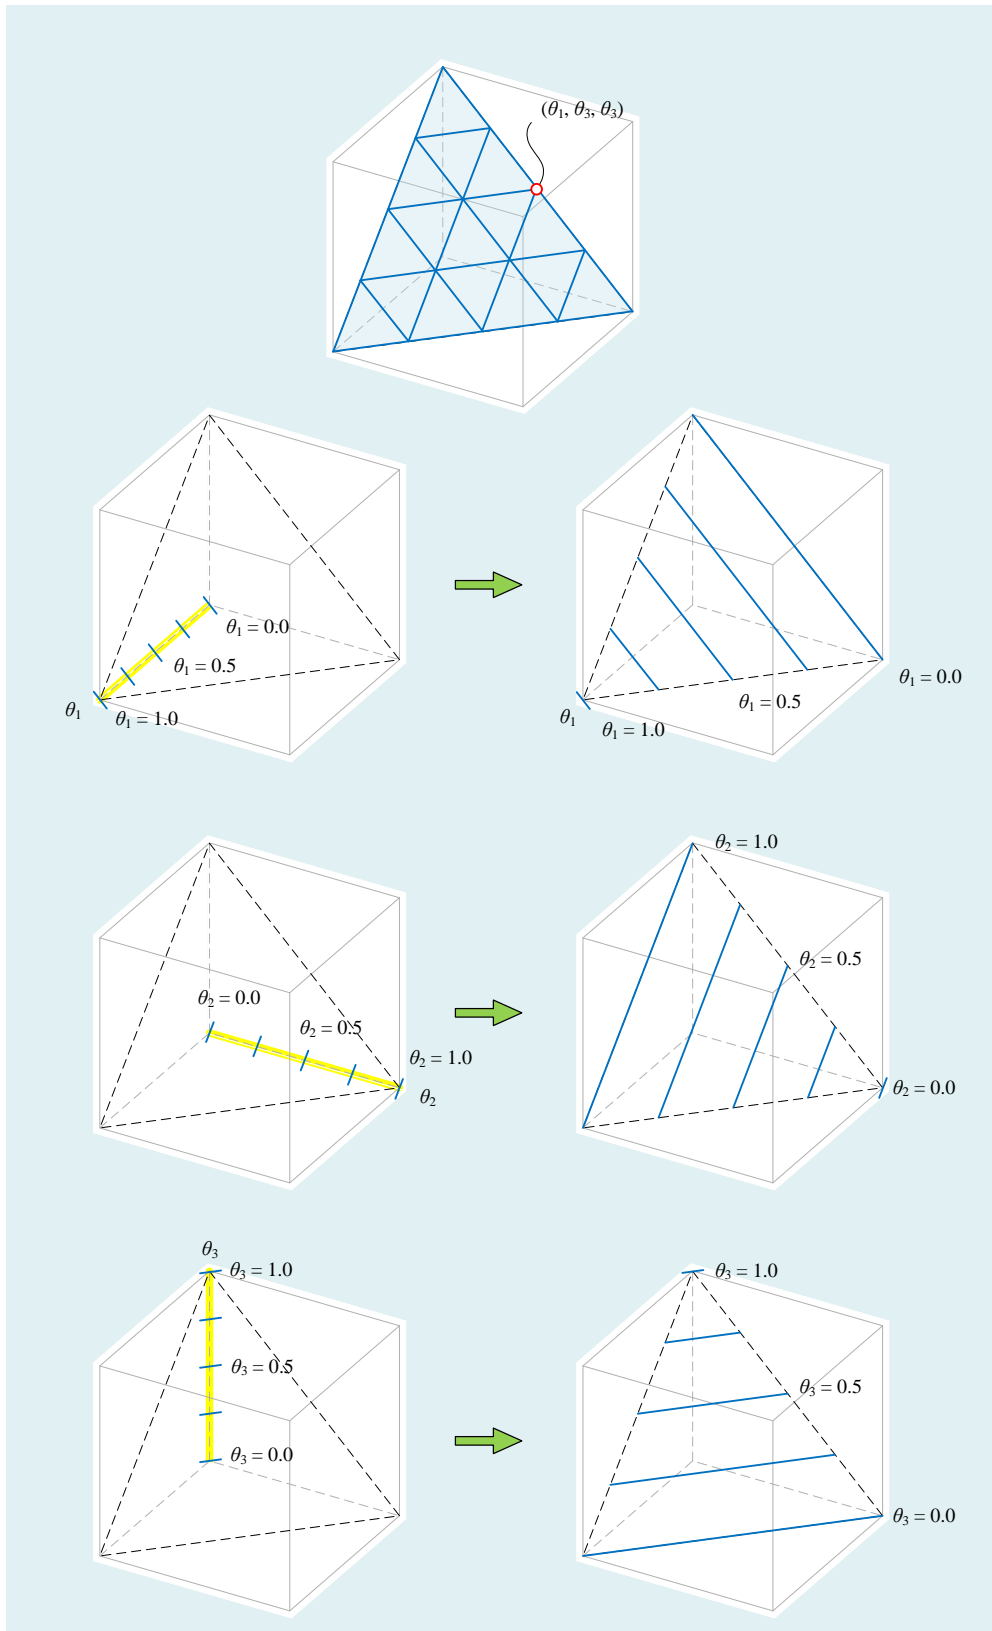 (θ₁, θ₃, θ₃)
θ₁ = 0.0
θ₁ = 0.5
θ₁
θ₁ = 1.0
θ₁ = 0.0
θ₁ = 0.5
θ₁
θ₁ = 1.0
θ₂ = 0.0
θ₂ = 0.5
θ₂ = 1.0
θ₂
θ₂ = 1.0
θ₂ = 0.5
θ₂ = 0.0
θ₃
θ₃ = 1.0
θ₃ = 0.5
θ₃ = 0.0
θ₃ = 1.0
θ₃ = 0.5
θ₃ = 0.0